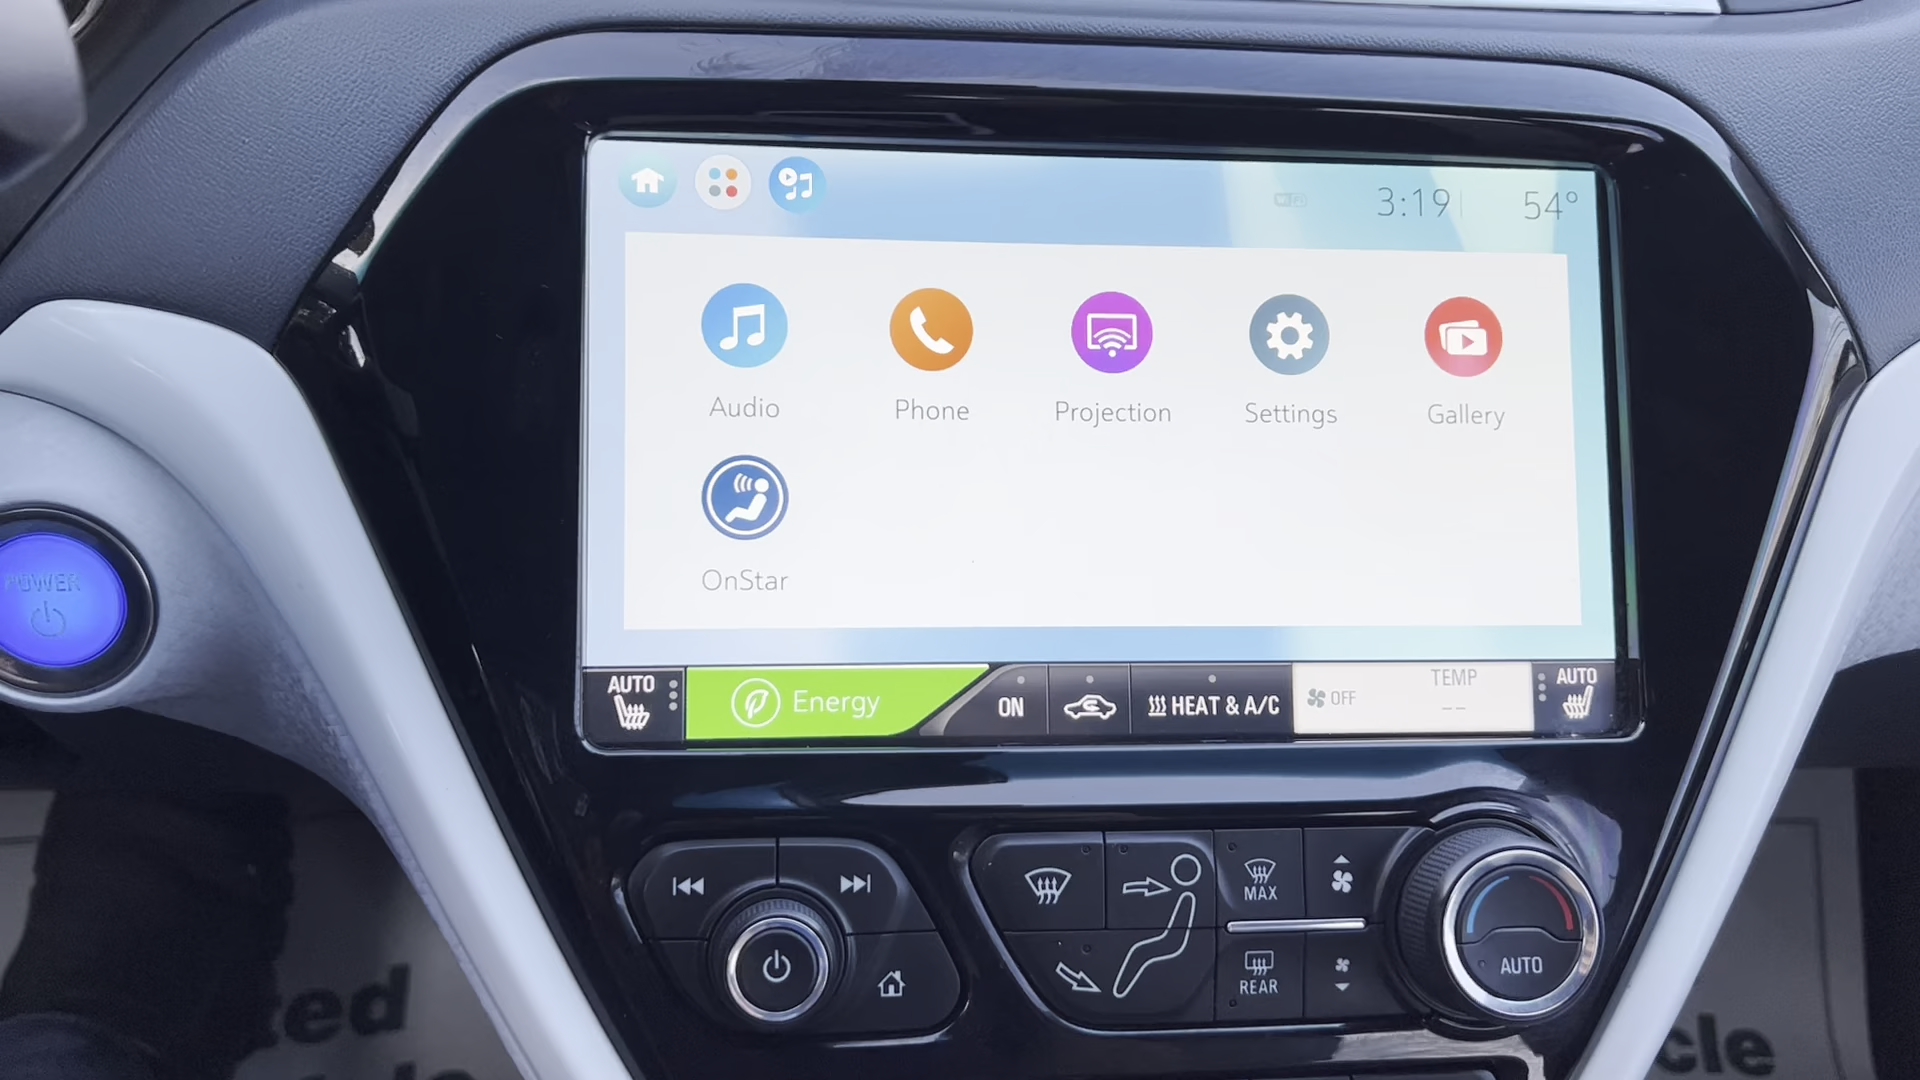 WiFi 3:19 54°
Audio Phone Projection Settings Gallery
OnStar
POWER
AUTO Energy ON HEAT & A/C OFF TEMP -- AUTO
MAX
AUTO
REAR